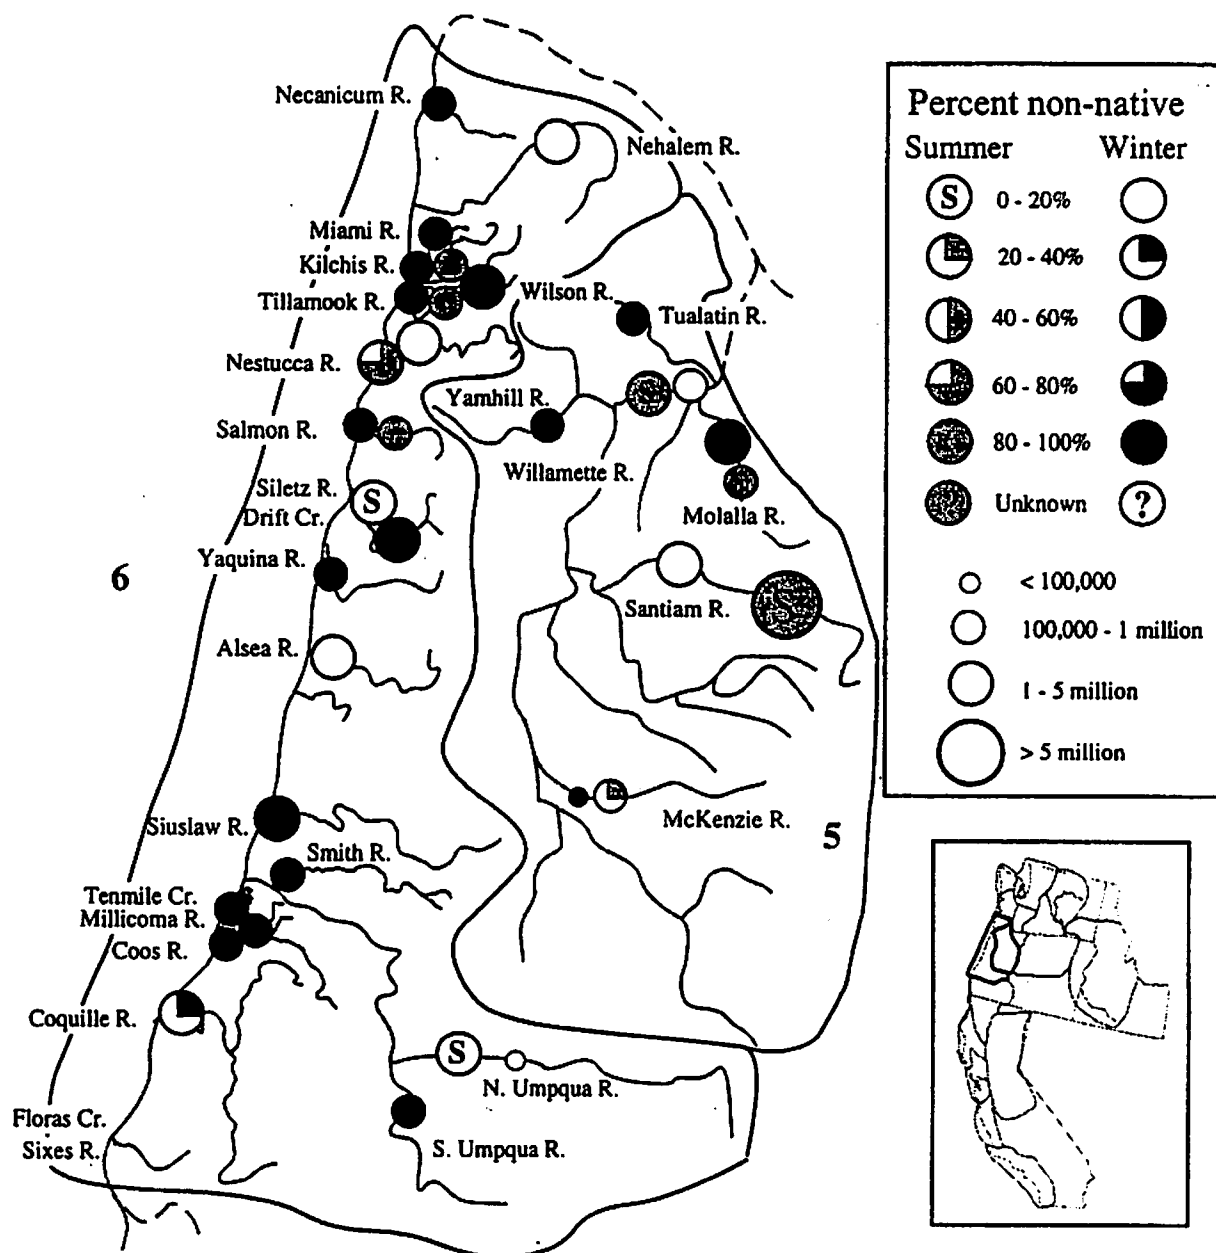 Necanicum R.
Nehalem R.
Miami R.
Kilchis R.
Tillamook R.
Wilson R.
Tualatin R.
Nestucca R.
Yamhill R.
Salmon R.
Willamette R.
Siletz R.
S
Drift Cr.
Molalla R.
Yaquina R.
6
Santiam R.
S
Alsea R.
McKenzie R.
5
Siuslaw R.
Smith R.
Tenmile Cr.
Millicoma R.
Coos R.
Coquille R.
S
N. Umpqua R.
Floras Cr.
Sixes R.
S. Umpqua R.
Percent non-native
Summer Winter
S 0 - 20%
20 - 40%
40 - 60%
60 - 80%
80 - 100%
Unknown ?
< 100,000
100,000 - 1 million
1 - 5 million
> 5 million